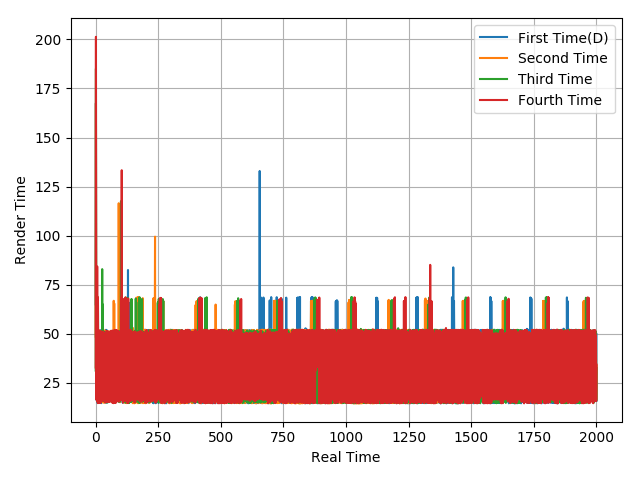 200
175
150
125
100
75
50
25
Render Time
0 250 500 750 1000 1250 1500 1750 2000
Real Time
First Time(D)
Second Time
Third Time
Fourth Time